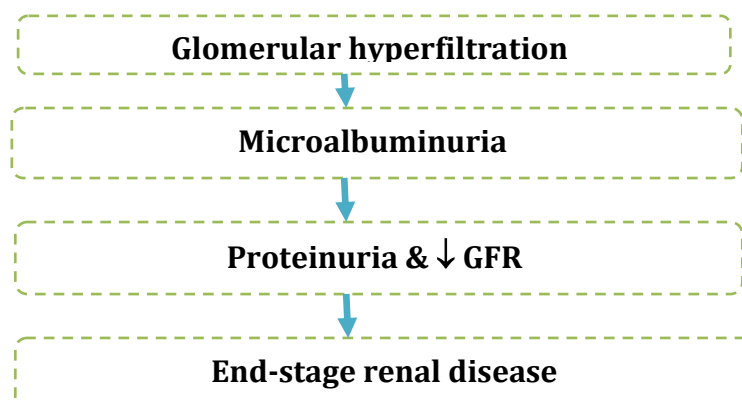 Glomerular hyperfiltration
Microalbuminuria
Proteinuria & ↓ GFR
End-stage renal disease